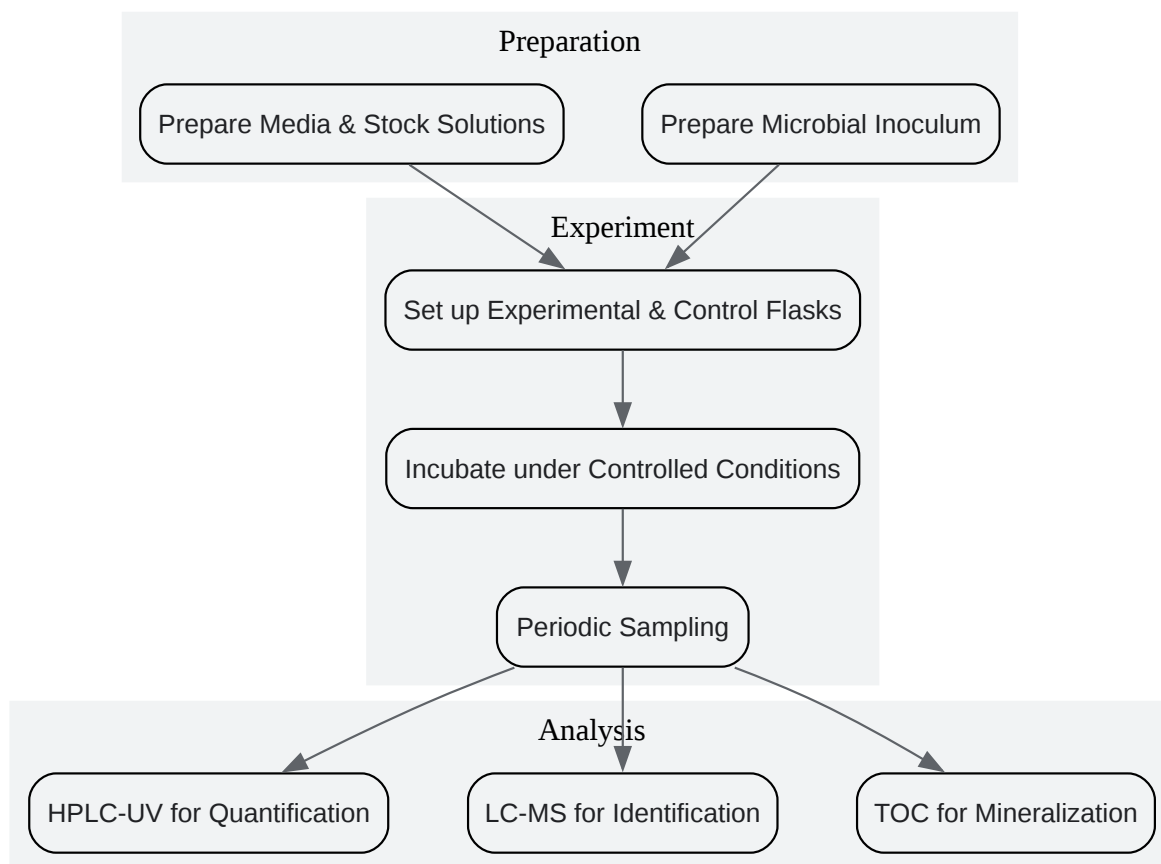 Preparation
Prepare Media & Stock Solutions
Prepare Microbial Inoculum
Experiment
Set up Experimental & Control Flasks
Incubate under Controlled Conditions
Periodic Sampling
Analysis
HPLC-UV for Quantification
LC-MS for Identification
TOC for Mineralization